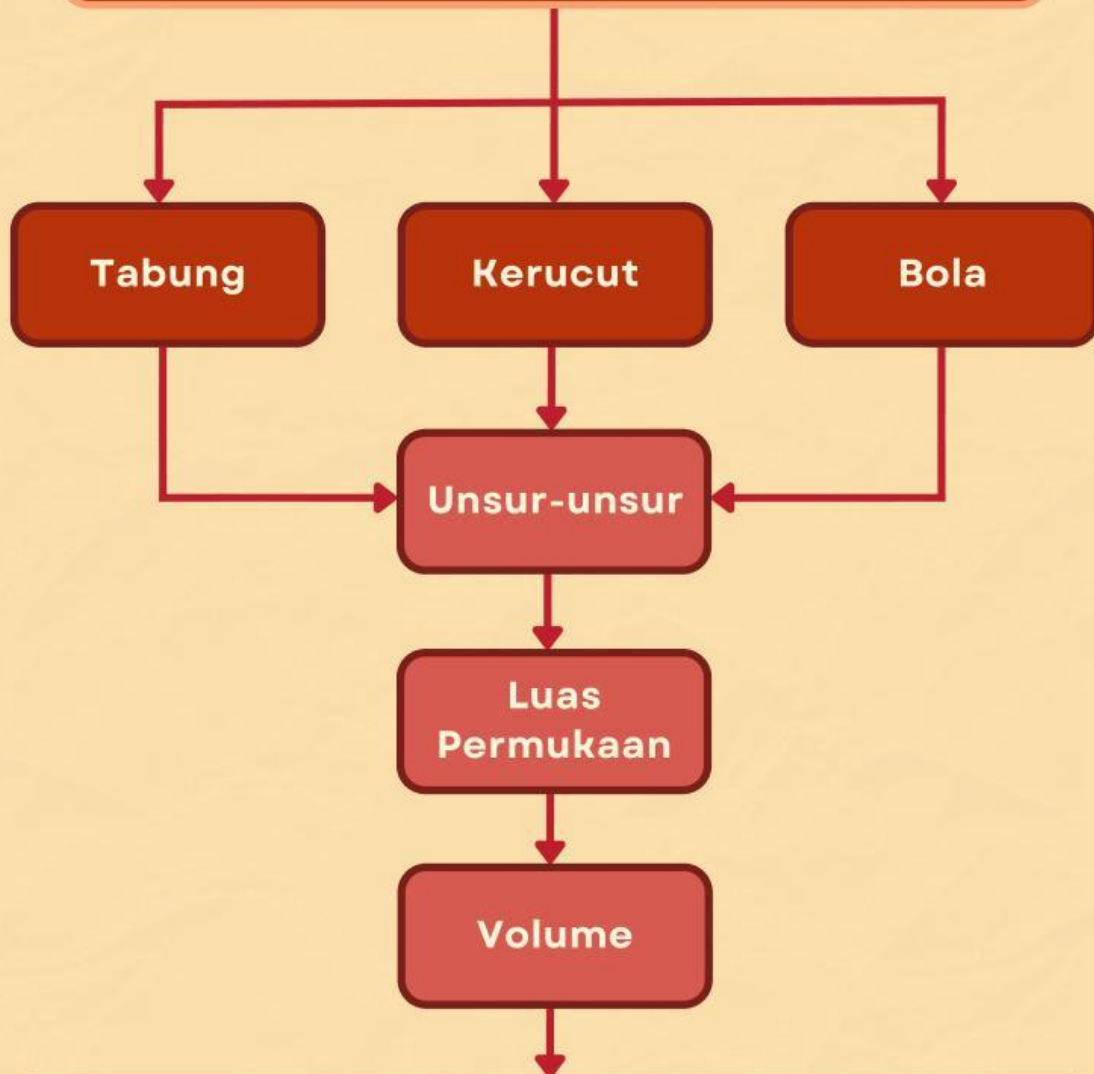 Tabung
Kerucut
Bola
Unsur-unsur
Luas
Permukaan
Volume